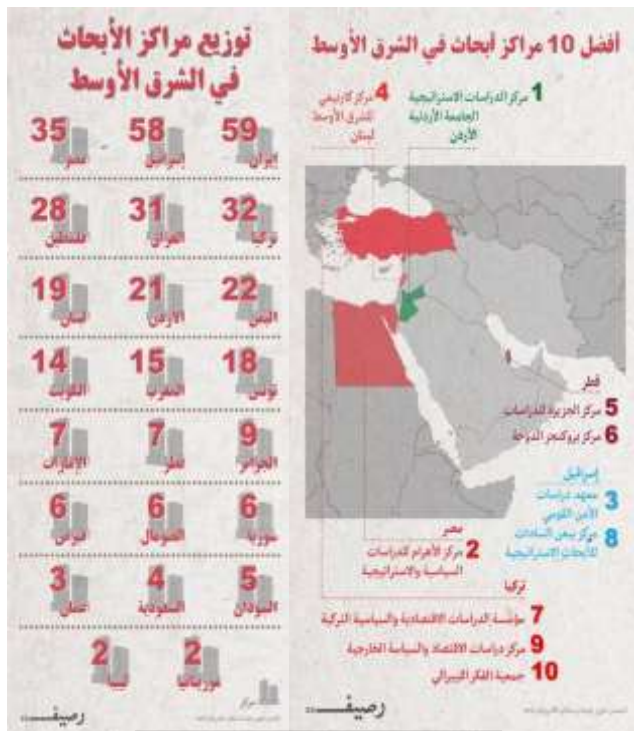 أفضل 10 مراكز أبحاث في الشرق الأوسط
1 مركز الدراسات الاستراتيجية
الجامعة الأردنية
الأردن
4 مركز كارنيغي
للشرق الأوسط
لبنان
قطر
5 مركز الجزيرة للدراسات
6 مركز بروكنجز الدوحة
إسرائيل
3 معهد دراسات
الأمن القومي
8 مركز بيغن السادات
للأبحاث الاستراتيجية
مصر
2 مركز الأهرام للدراسات
السياسية والاستراتيجية
تركيا
7 مؤسسة الدراسات الاقتصادية والسياسية التركية
9 مركز دراسات الاقتصاد والسياسة الخارجية
10 جمعية الفكر الليبرالي
رصيف
توزيع مراكز الأبحاث
في الشرق الأوسط
59 58 35
إيران إسرائيل مصر
32 31 28
تركيا العراق فلسطين
22 21 19
اليمن الأردن لبنان
18 15 14
تونس المغرب الكويت
9 7 7
الجزائر قطر الإمارات
6 6 6
سوريا الصومال قبرص
5 4 3
السودان السعودية عمان
2 2
موريتانيا ليبيا
مركز
رصيف